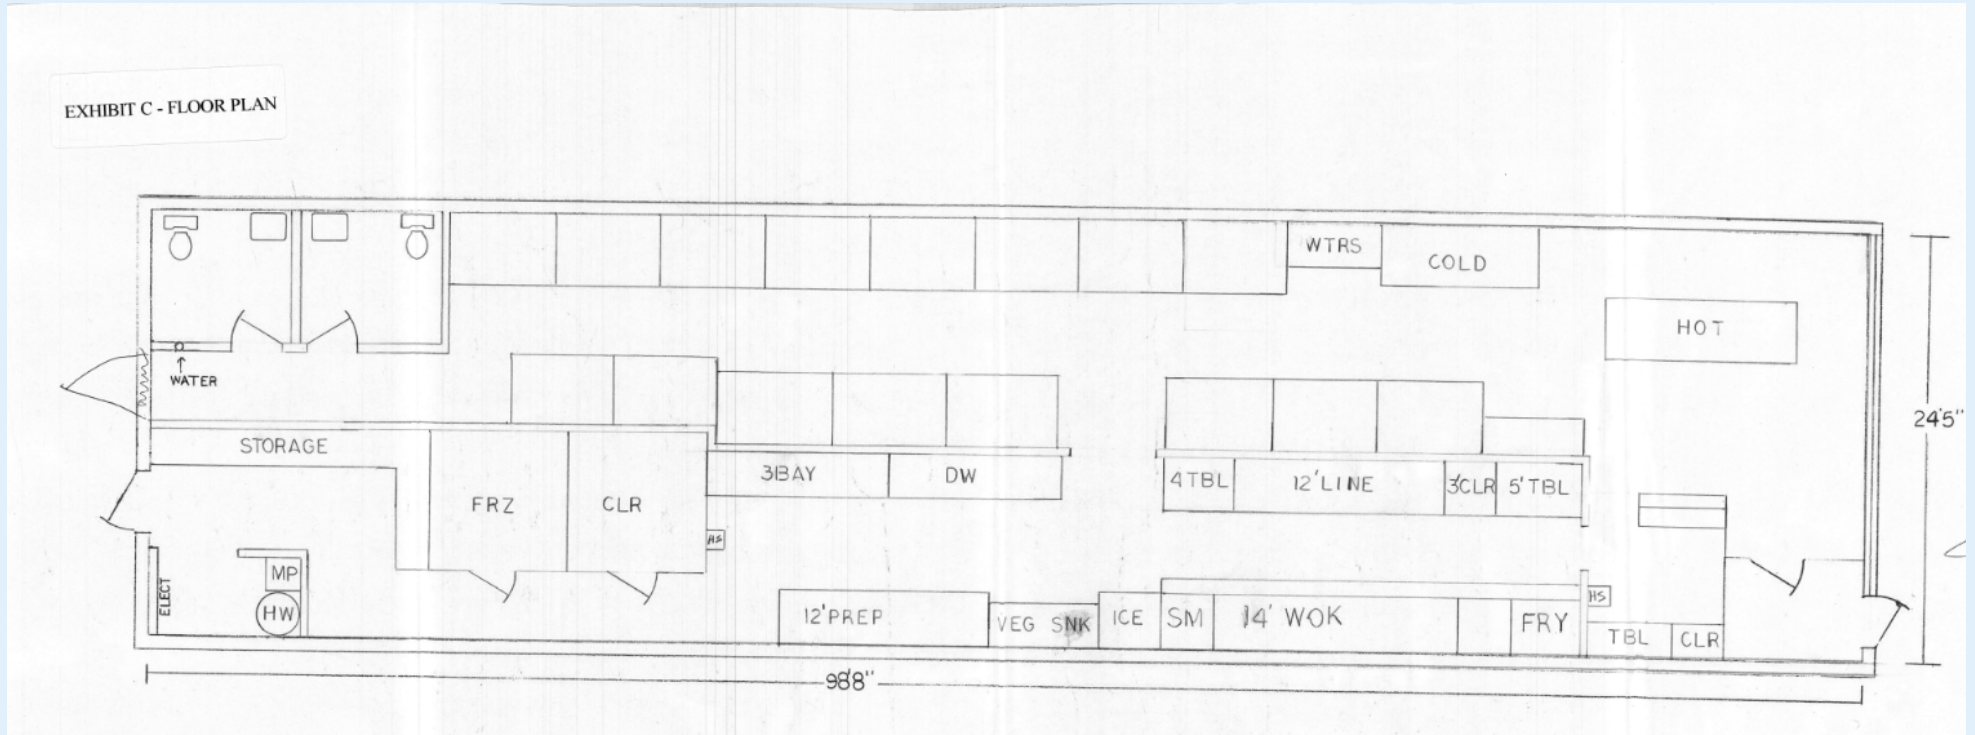 EXHIBIT C - FLOOR PLAN
WTRS
COLD
HOT
WATER
24'5"
STORAGE
FRZ
CLR
3BAY
DW
4TBL
12'LINE
3'CLR
5'TBL
HS
ELECT
MP
HW
12'PREP
VEG SNK
ICE
SM
14' WOK
FRY
HS
TBL
CLR
98'8"